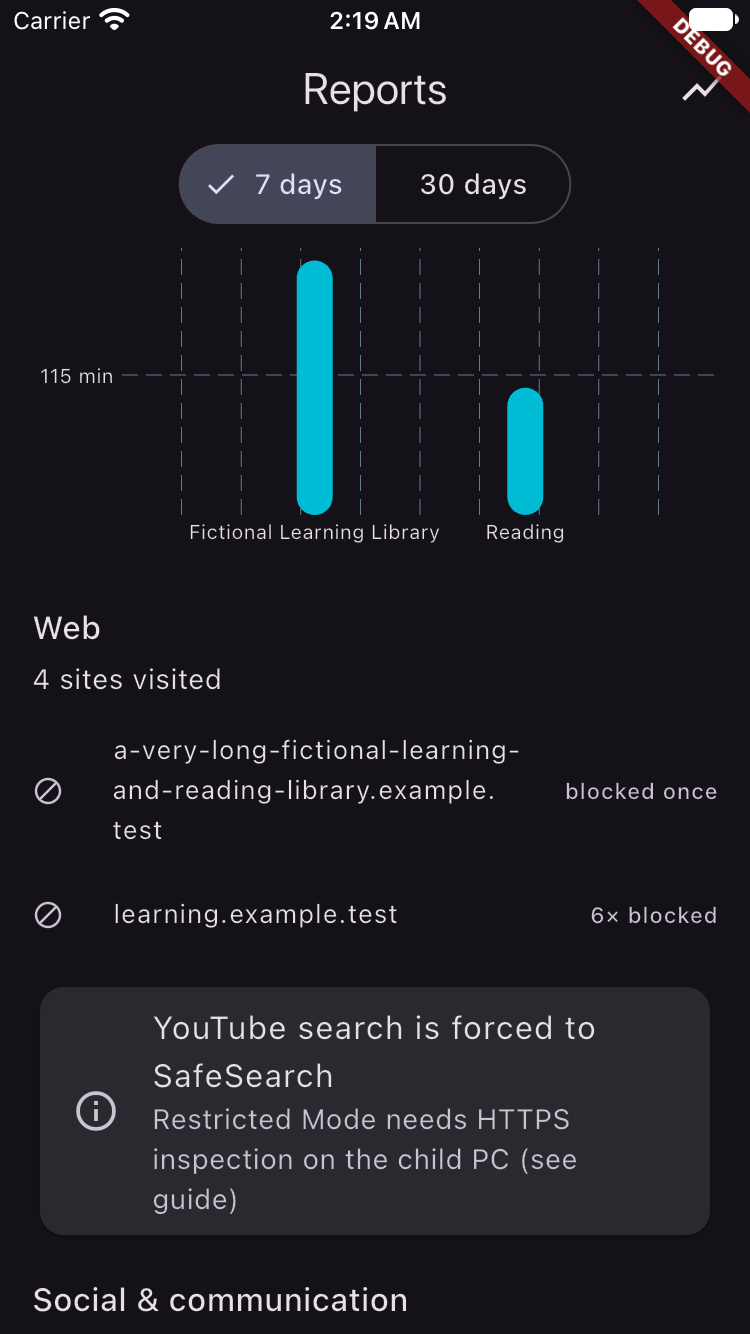 Carrier
2:19 AM
DEBUG
Reports
7 days
30 days
115 min
Fictional Learning Library
Reading
Web
4 sites visited
a-very-long-fictional-learning-
and-reading-library.example.
test
blocked once
learning.example.test
6× blocked
YouTube search is forced to
SafeSearch
Restricted Mode needs HTTPS
inspection on the child PC (see
guide)
Social & communication